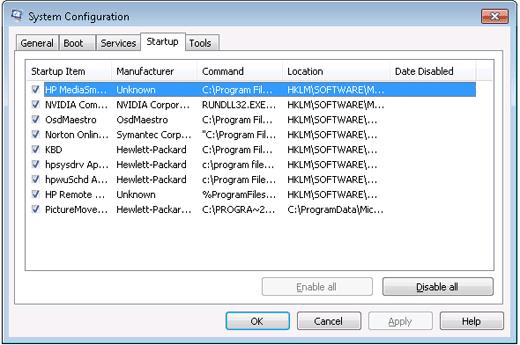 System Configuration
General Boot Services Startup Tools
Startup Item Manufacturer Command Location Date Disabled
HP MediaSm... Unknown C:\Program Fil... HKLM\SOFTWARE\M...
NVIDIA Com... NVIDIA Corpor... RUNDLL32.EXE... HKLM\SOFTWARE\M...
OsdMaestro OsdMaestro C:\Program Fil... HKLM\SOFTWARE\...
Norton Onlin... Symantec Corp... "C:\Program Fi... HKLM\SOFTWARE\...
KBD Hewlett-Packard C:\Program Fil... HKLM\SOFTWARE\...
hpsysdrv Ap... Hewlett-Packard c:\program file... HKLM\SOFTWARE\...
hpwuSchd Ap... Hewlett-Packard c:\Program File... HKLM\SOFTWARE\...
HP Remote ... Unknown %ProgramFiles... HKLM\SOFTWARE\...
PictureMove... Hewlett-Packar... C:\PROGRA~2... C:\ProgramData\Mic...
Enable all Disable all
OK Cancel Apply Help